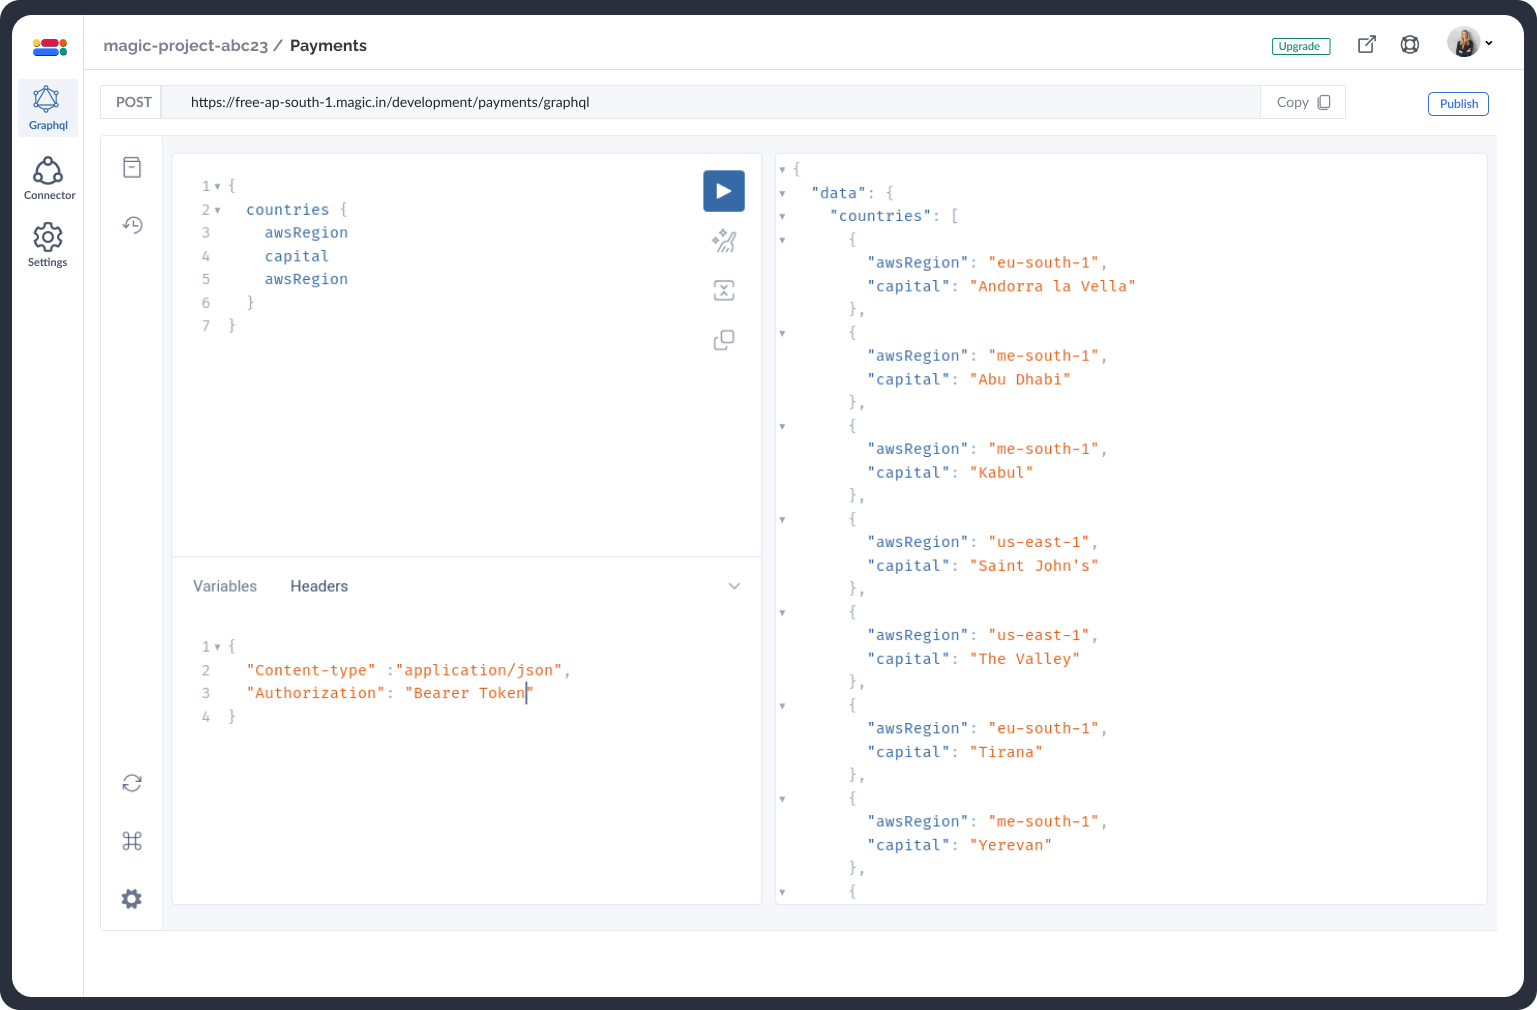 magic-project-abc23 / Payments
Upgrade
POST
https://free-ap-south-1.magic.in/development/payments/graphql
Copy
Publish
Graphql
Connector
Settings
1 {
2 countries {
3 awsRegion
4 capital
5 awsRegion
6 }
7 }
Variables Headers
1 {
2 "Content-type" :"application/json",
3 "Authorization": "Bearer Token"
4 }
{
"data": {
"countries": [
{
"awsRegion": "eu-south-1",
"capital": "Andorra la Vella"
},
{
"awsRegion": "me-south-1",
"capital": "Abu Dhabi"
},
{
"awsRegion": "me-south-1",
"capital": "Kabul"
},
{
"awsRegion": "us-east-1",
"capital": "Saint John's"
},
{
"awsRegion": "us-east-1",
"capital": "The Valley"
},
{
"awsRegion": "eu-south-1",
"capital": "Tirana"
},
{
"awsRegion": "me-south-1",
"capital": "Yerevan"
},
{